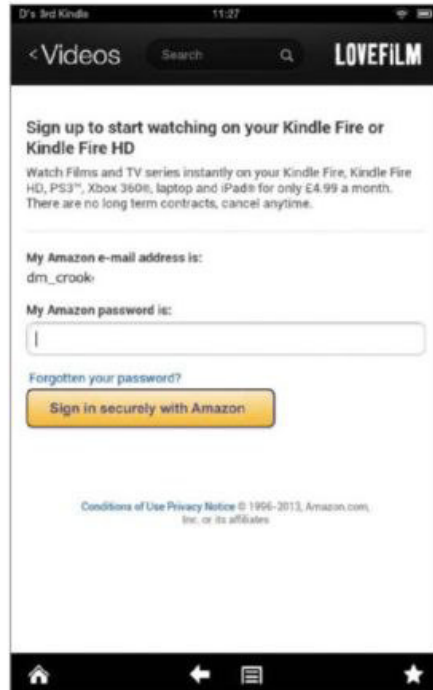 D's 3rd Kindle 11:27
<Videos Search LOVEFiLM
Sign up to start watching on your Kindle Fire or
Kindle Fire HD
Watch Films and TV series instantly on your Kindle Fire, Kindle Fire
HD, PS3™, Xbox 360®, laptop and iPad® for only £4.99 a month.
There are no long term contracts, cancel anytime.
My Amazon e-mail address is:
dm_crook
My Amazon password is:
Forgotten your password?
Sign in securely with Amazon
Conditions of Use Privacy Notice © 1996-2013, Amazon.com,
Inc. or its affiliates